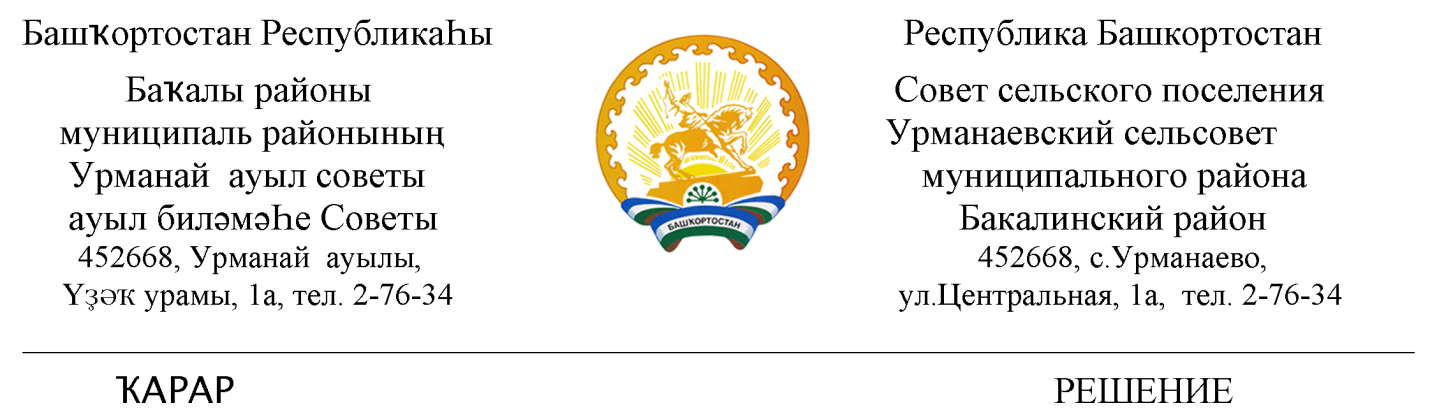 Башҡортостан Республикаһы
Баҡалы районы
муниципаль районының
Урманай ауыл советы
ауыл биләмәһе Советы
452668, Урманай ауылы,
Үҙәк урамы, 1а, тел. 2-76-34
БАШҠОРТОСТАН
Республика Башкортостан
Совет сельского поселения
Урманаевский сельсовет
муниципального района
Бакалинский район
452668, с.Урманаево,
ул.Центральная, 1а, тел. 2-76-34
ҠАРАР
РЕШЕНИЕ